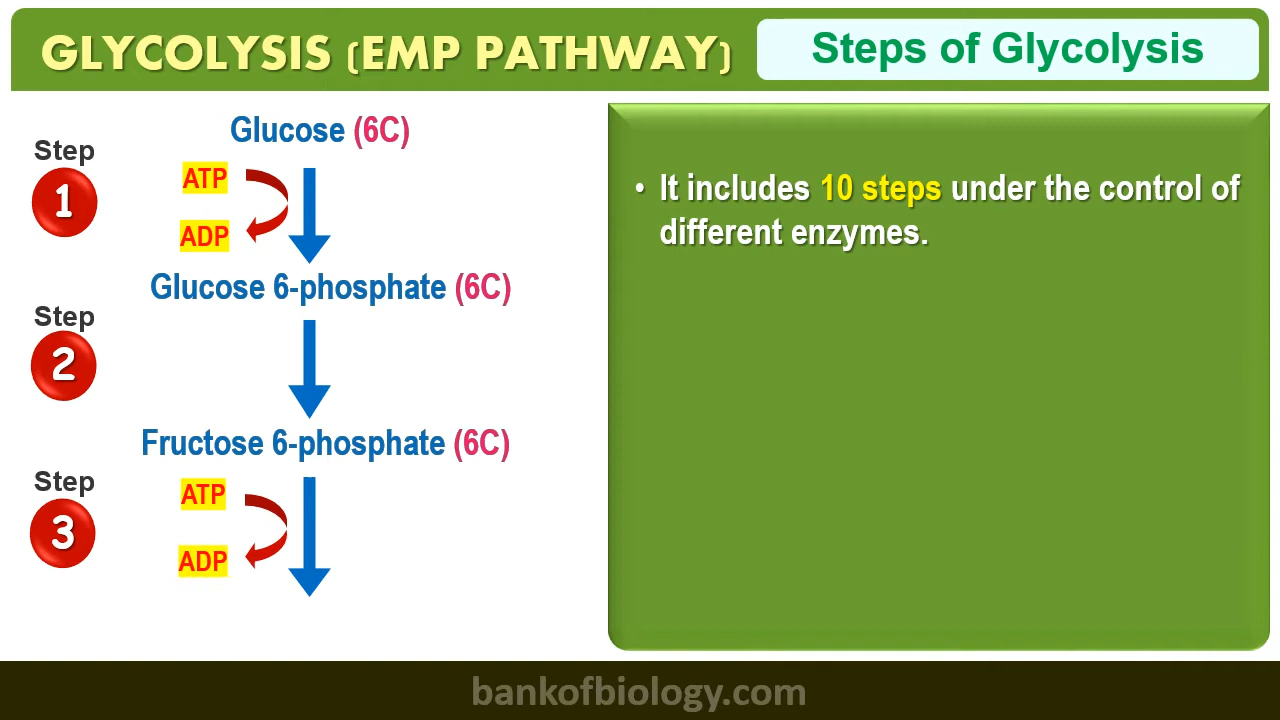 GLYCOLYSIS (EMP PATHWAY)
Steps of Glycolysis
Step
1
Glucose (6C)
ATP
ADP
Glucose 6-phosphate (6C)
Step
2
Fructose 6-phosphate (6C)
Step
3
ATP
ADP
• It includes 10 steps under the control of
different enzymes.
bankofbiology.com